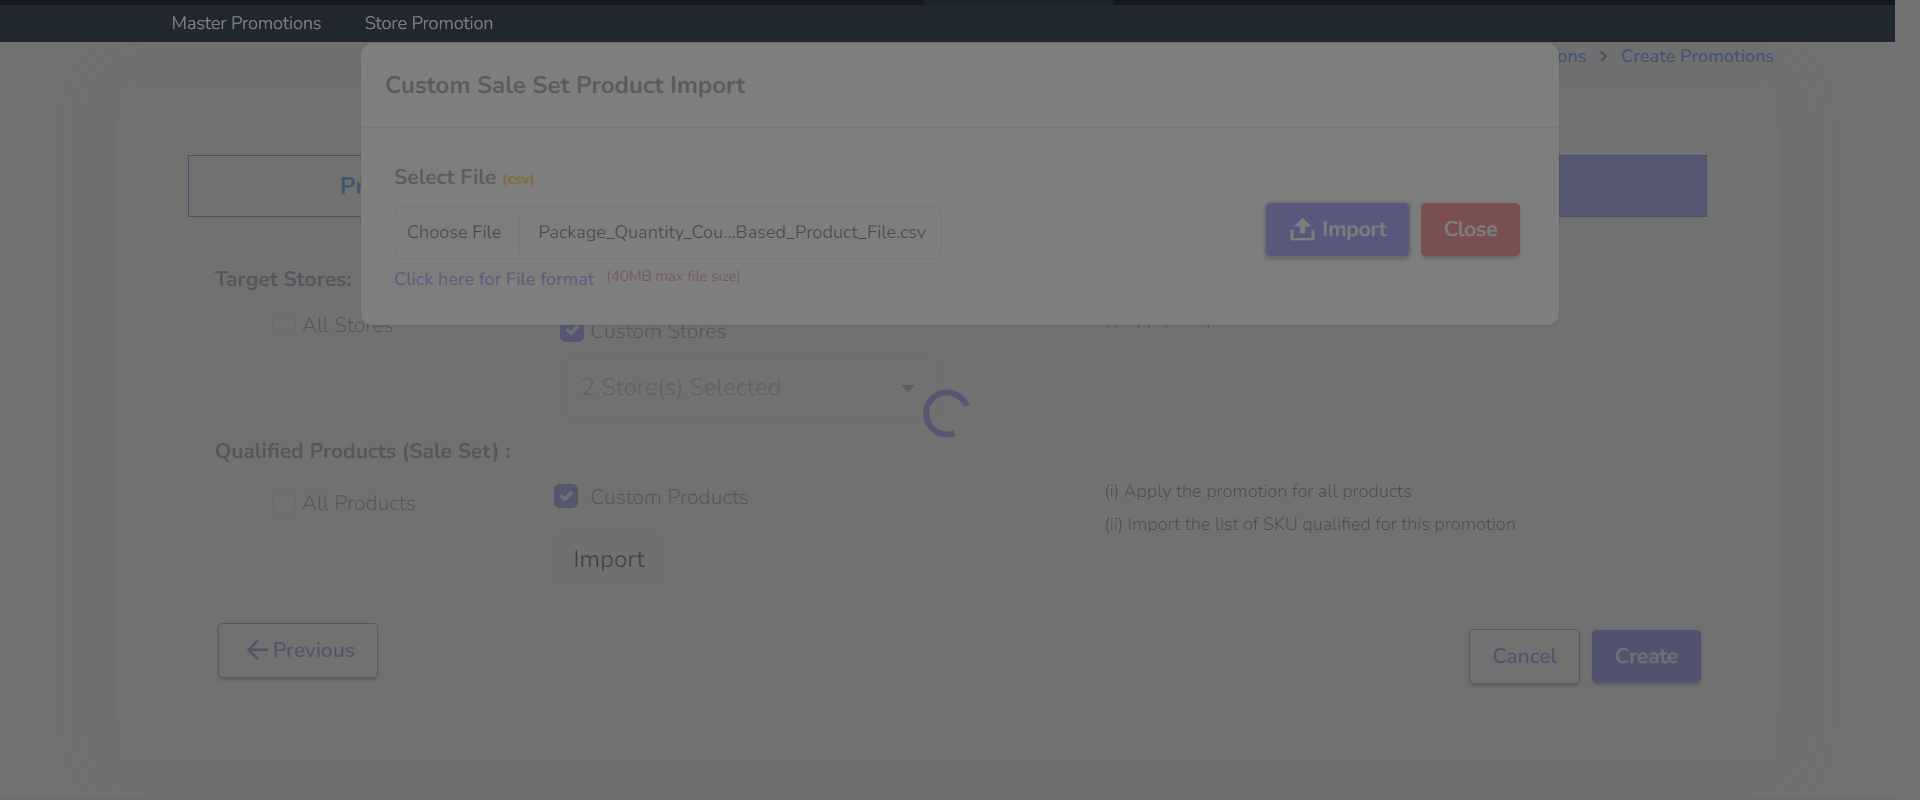 Master Promotions Store Promotion
ons > Create Promotions
Custom Sale Set Product Import
Select File (csv)
Choose File Package_Quantity_Cou...Based_Product_File.csv
Import Close
Click here for File format (40MB max file size)
Pr
Target Stores:
All Stores
Custom Stores
2 Store(s) Selected
Qualified Products (Sale Set) :
All Products
Custom Products
(i) Apply the promotion for all products
(ii) Import the list of SKU qualified for this promotion
Import
Previous
Cancel Create